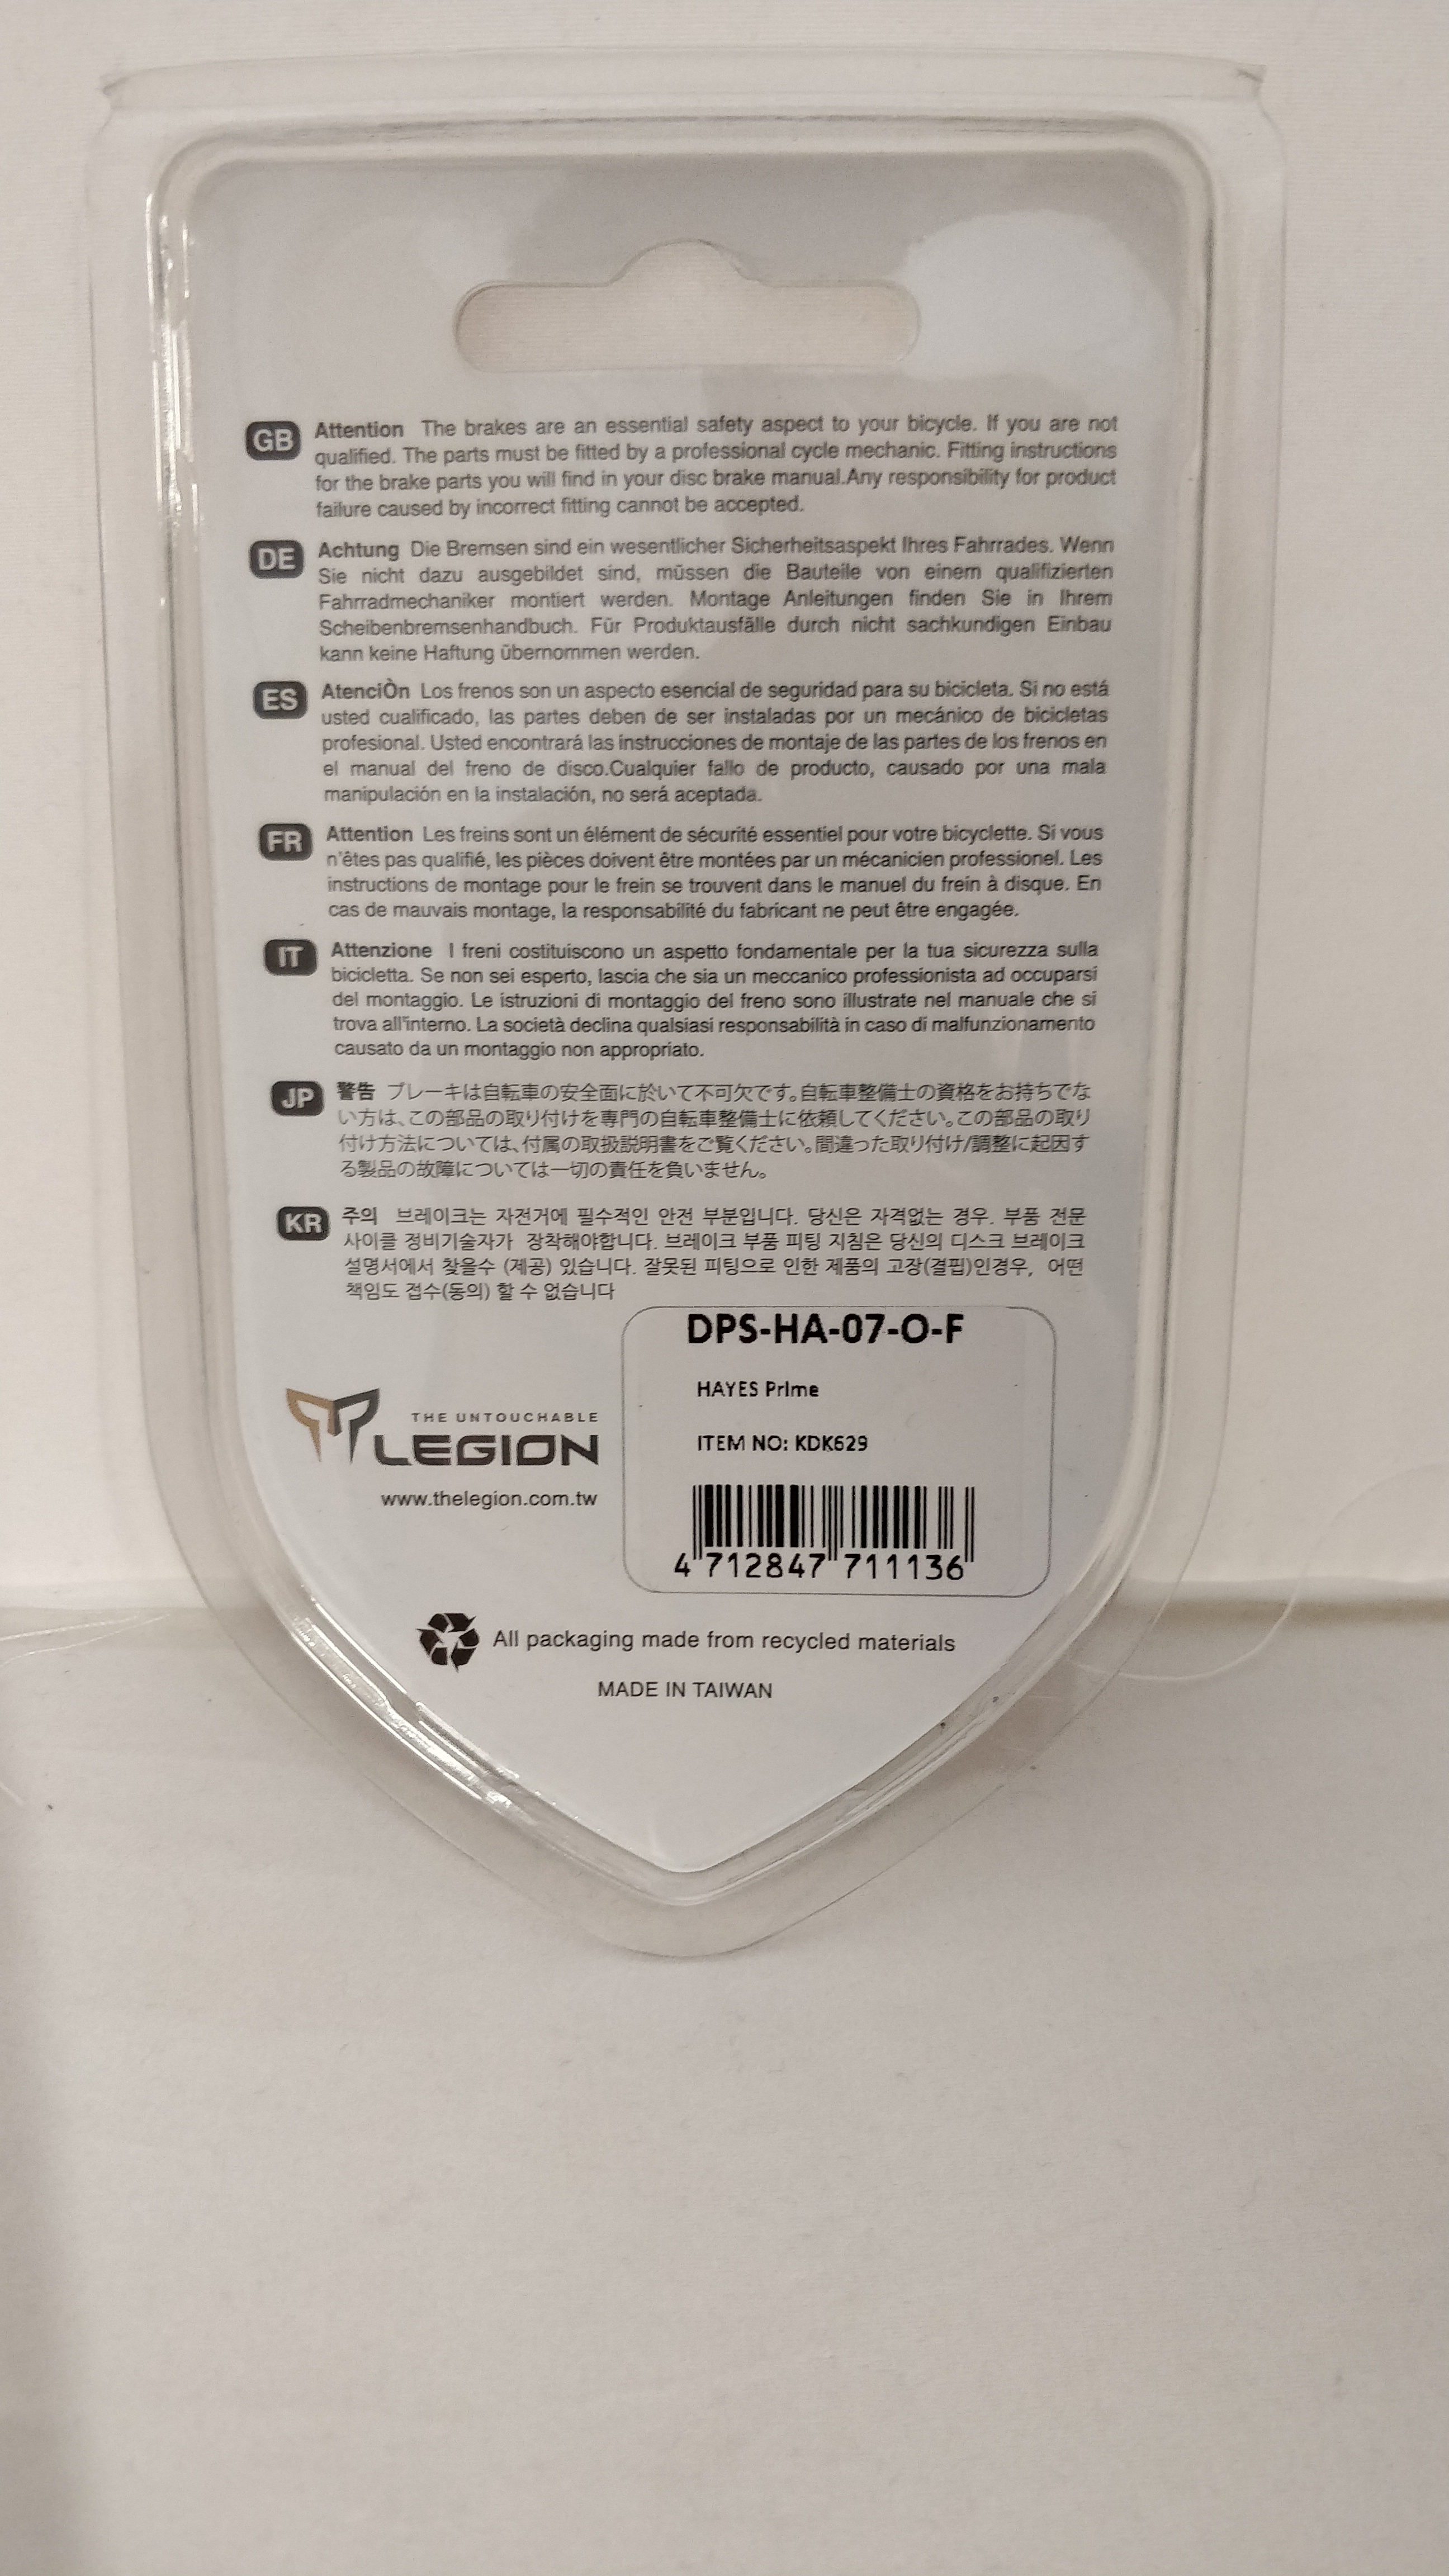 GB Attention The brakes are an essential safety aspect to your bicycle. If you are not
qualified. The parts must be fitted by a professional cycle mechanic. Fitting instructions
for the brake parts you will find in your disc brake manual.Any responsibility for product
failure caused by incorrect fitting cannot be accepted.
DE Achtung Die Bremsen sind ein wesentlicher Sicherheitsaspekt Ihres Fahrrades. Wenn
Sie nicht dazu ausgebildet sind, müssen die Bauteile von einem qualifizierten
Fahrradmechaniker montiert werden. Montage Anleitungen finden Sie in Ihrem
Scheibenbremsenhandbuch. Für Produktausfälle durch nicht sachkundigen Einbau
kann keine Haftung übernommen werden.
ES AtenciÒn Los frenos son un aspecto esencial de seguridad para su bicicleta. Si no está
usted cualificado, las partes deben de ser instaladas por un mecánico de bicicletas
profesional. Usted encontrará las instrucciones de montaje de las partes de los frenos en
el manual del freno de disco.Cualquier fallo de producto, causado por una mala
manipulación en la instalación, no será aceptada.
FR Attention Les freins sont un élément de sécurité essentiel pour votre bicyclette. Si vous
n'êtes pas qualifié, les pièces doivent être montées par un mécanicien professionel. Les
instructions de montage pour le frein se trouvent dans le manuel du frein à disque. En
cas de mauvais montage, la responsabilité du fabricant ne peut être engagée.
IT Attenzione I freni costituiscono un aspetto fondamentale per la tua sicurezza sulla
bicicletta. Se non sei esperto, lascia che sia un meccanico professionista ad occuparsi
del montaggio. Le istruzioni di montaggio del freno sono illustrate nel manuale che si
trova all'interno. La società declina qualsiasi responsabilità in caso di malfunzionamento
causato da un montaggio non appropriato.
JP 警告 ブレーキは自転車の安全面に於いて不可欠です。自転車整備士の資格をお持ちでな
い方は、この部品の取り付けを専門の自転車整備士に依頼してください。この部品の取り
付け方法については、付属の取扱説明書をご覧ください。間違った取り付け/調整に起因す
る製品の故障については一切の責任を負いません。
KR 주의 브레이크는 자전거에 필수적인 안전 부분입니다. 당신은 자격없는 경우. 부품 전문
사이클 정비기술자가 장착해야합니다. 브레이크 부품 피팅 지침은 당신의 디스크 브레이크
설명서에서 찾을수 (제공) 있습니다. 잘못된 피팅으로 인한 제품의 고장(결핍)인경우, 어떤
책임도 접수(동의) 할 수 없습니다
DPS-HA-07-O-F
HAYES Prime
ITEM NO: KDK629
4 712847 711136
THE UNTOUCHABLE
LEGION
www.thelegion.com.tw
All packaging made from recycled materials
MADE IN TAIWAN